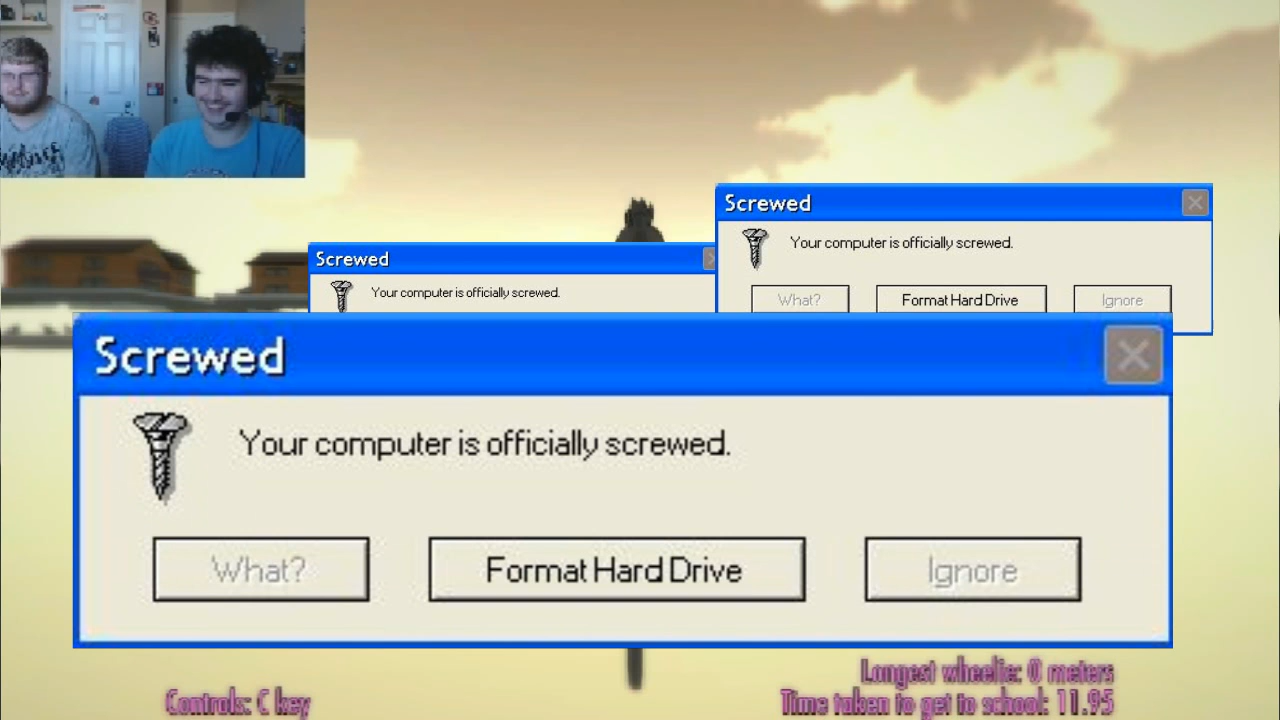 Screwed
Your computer is officially screwed.
What?
Format Hard Drive
Ignore
Screwed
Your computer is officially screwed.
Screwed
Your computer is officially screwed.
What?
Format Hard Drive
Ignore
Longest wheelie: 0 meters
Controls: C key
Time taken to get to school: 11.95